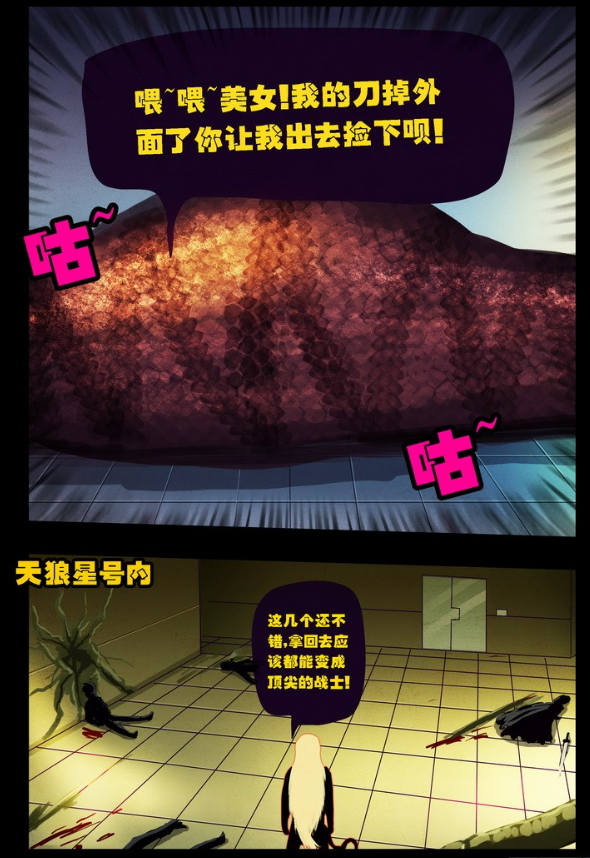 喂~喂~美女!我的刀掉外
面了你让我出去捡下呗!
咕~
咕~
天狼星号内
这几个还不
错,拿回去应
该都能变成
顶尖的战士!